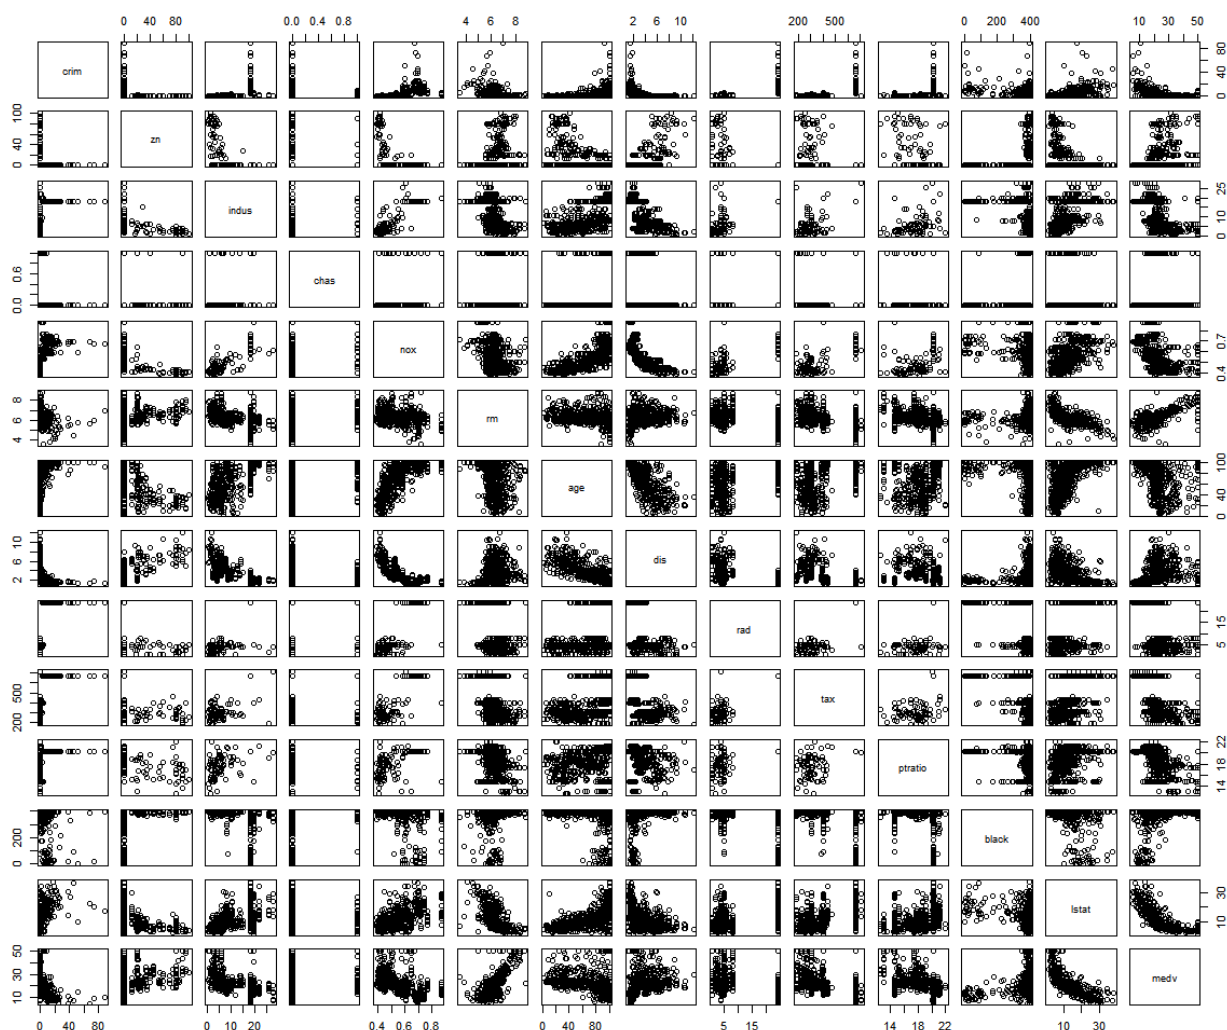 0 40 80 0.0 0.4 0.8 4 6 8 2 6 10 200 500 0 200 400 10 20 30 40 50
crim 0 40 80
0 40 80 100 zn
indus 0 10 25
0.0 0.6 chas
nox 0.4 0.7
4 6 8 rm
age 0 40 80 100
2 6 10 dis
rad 5 15
200 500 tax
ptratio 14 18 22
0 200 black
lstat 10 30
10 30 50 medv
0 40 80 0 10 20 0.4 0.6 0.8 0 40 80 5 15 14 18 22 10 30